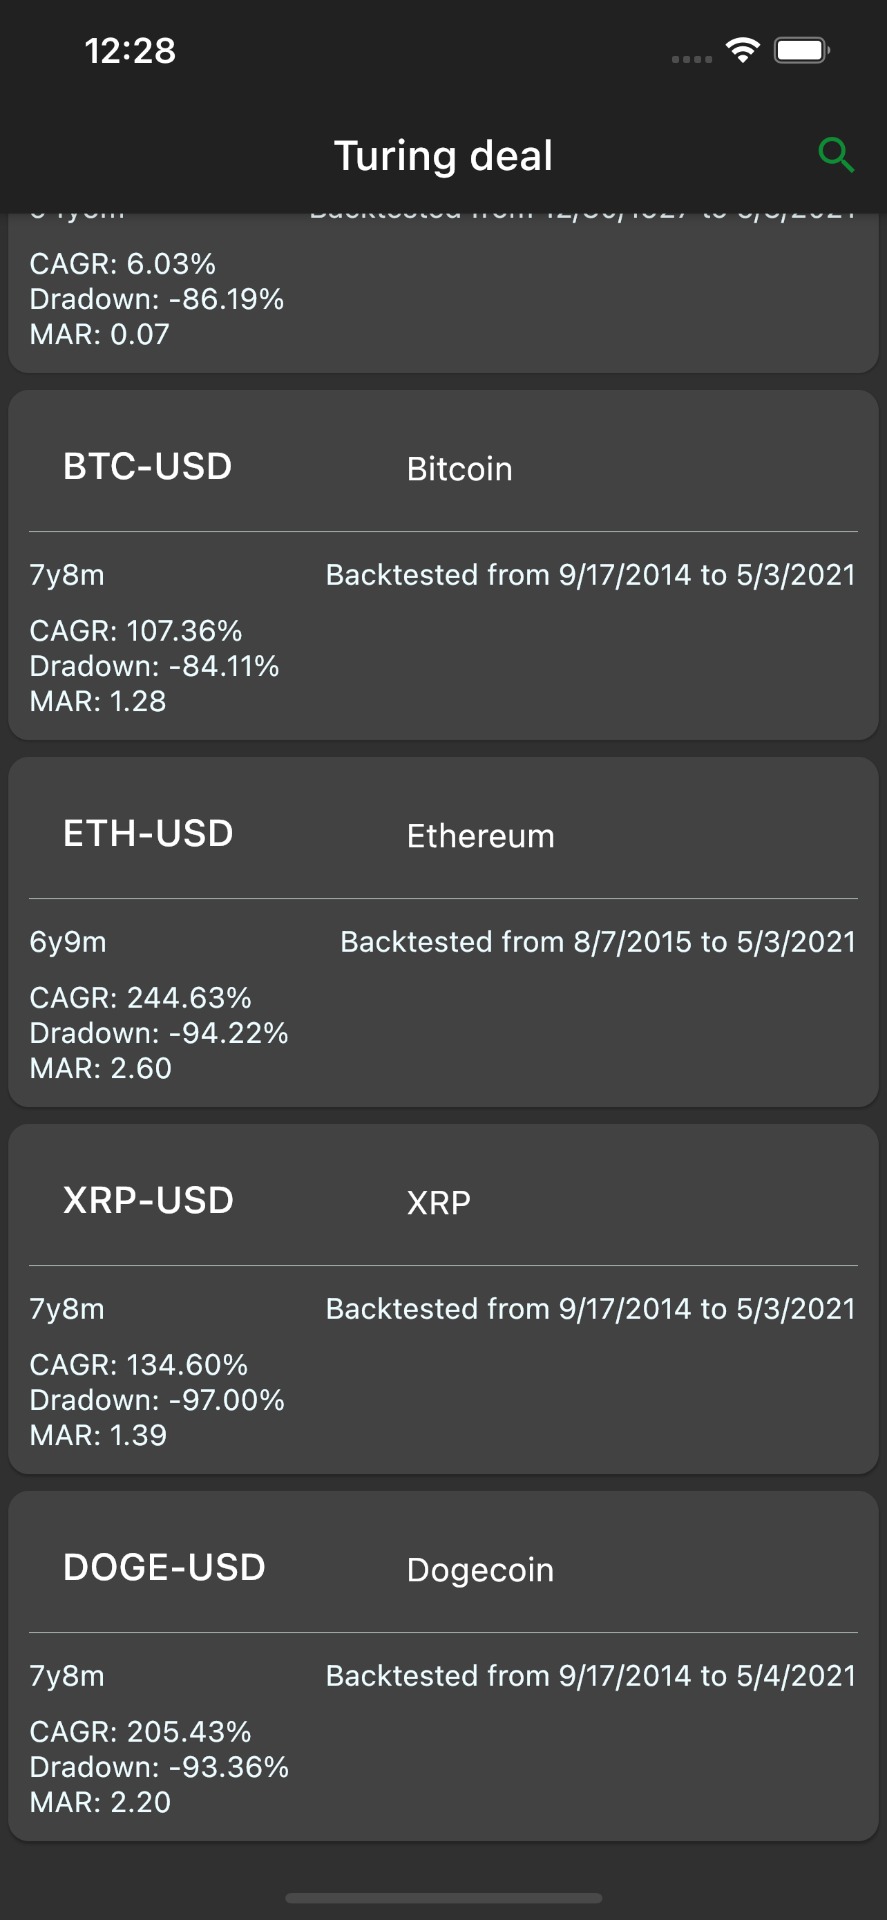 12:28
Turing deal
CAGR: 6.03%
Dradown: -86.19%
MAR: 0.07
BTC-USD Bitcoin
7y8m Backtested from 9/17/2014 to 5/3/2021
CAGR: 107.36%
Dradown: -84.11%
MAR: 1.28
ETH-USD Ethereum
6y9m Backtested from 8/7/2015 to 5/3/2021
CAGR: 244.63%
Dradown: -94.22%
MAR: 2.60
XRP-USD XRP
7y8m Backtested from 9/17/2014 to 5/3/2021
CAGR: 134.60%
Dradown: -97.00%
MAR: 1.39
DOGE-USD Dogecoin
7y8m Backtested from 9/17/2014 to 5/4/2021
CAGR: 205.43%
Dradown: -93.36%
MAR: 2.20